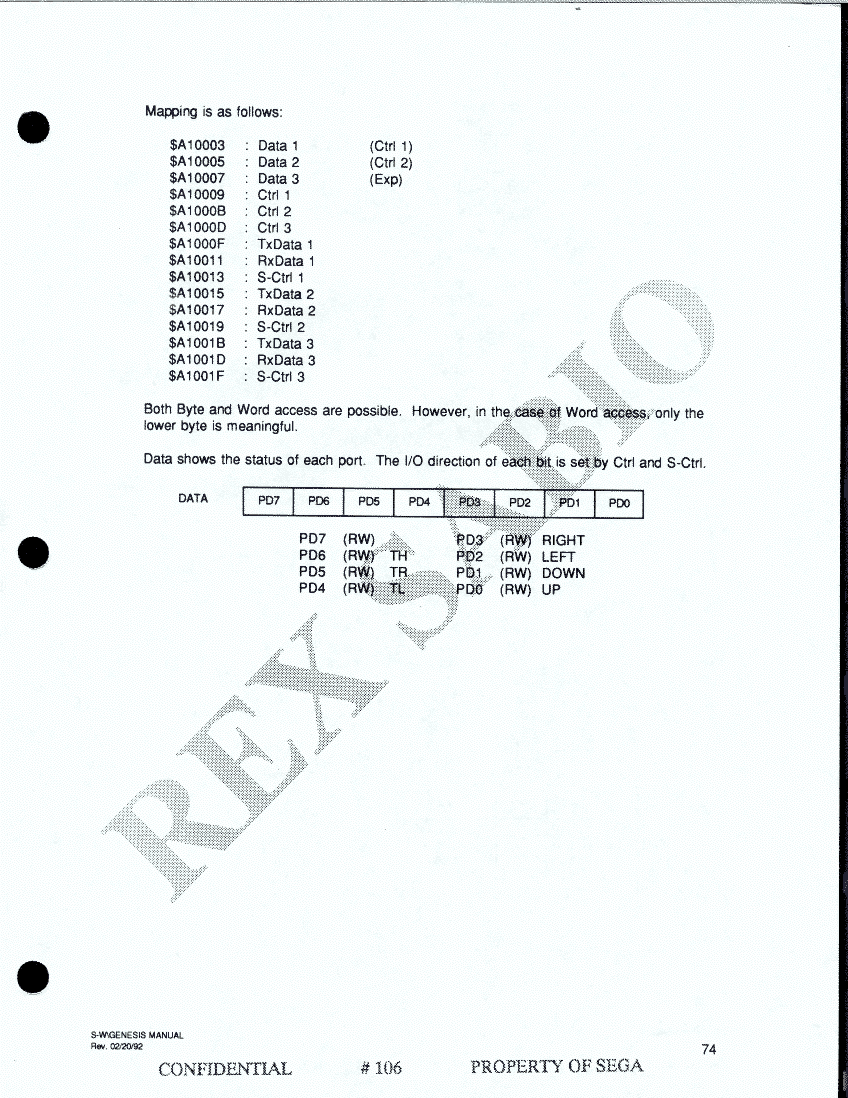 Mapping is as follows:
$A10003 : Data 1 (Ctrl 1)
$A10005 : Data 2 (Ctrl 2)
$A10007 : Data 3 (Exp)
$A10009 : Ctrl 1
$A1000B : Ctrl 2
$A1000D : Ctrl 3
$A1000F : TxData 1
$A10011 : RxData 1
$A10013 : S-Ctrl 1
$A10015 : TxData 2
$A10017 : RxData 2
$A10019 : S-Ctrl 2
$A1001B : TxData 3
$A1001D : RxData 3
$A1001F : S-Ctrl 3
Both Byte and Word access are possible. However, in the case of Word access, only the
lower byte is meaningful.
Data shows the status of each port. The I/O direction of each bit is set by Ctrl and S-Ctrl.
DATA PD7 PD6 PD5 PD4 PD3 PD2 PD1 PD0
PD7 (RW) PD3 (RW) RIGHT
PD6 (RW) TH PD2 (RW) LEFT
PD5 (RW) TR PD1 (RW) DOWN
PD4 (RW) TL PD0 (RW) UP
REX SABIO
S-W\GENESIS MANUAL
Rev. 02/20/92
74
CONFIDENTIAL # 106 PROPERTY OF SEGA